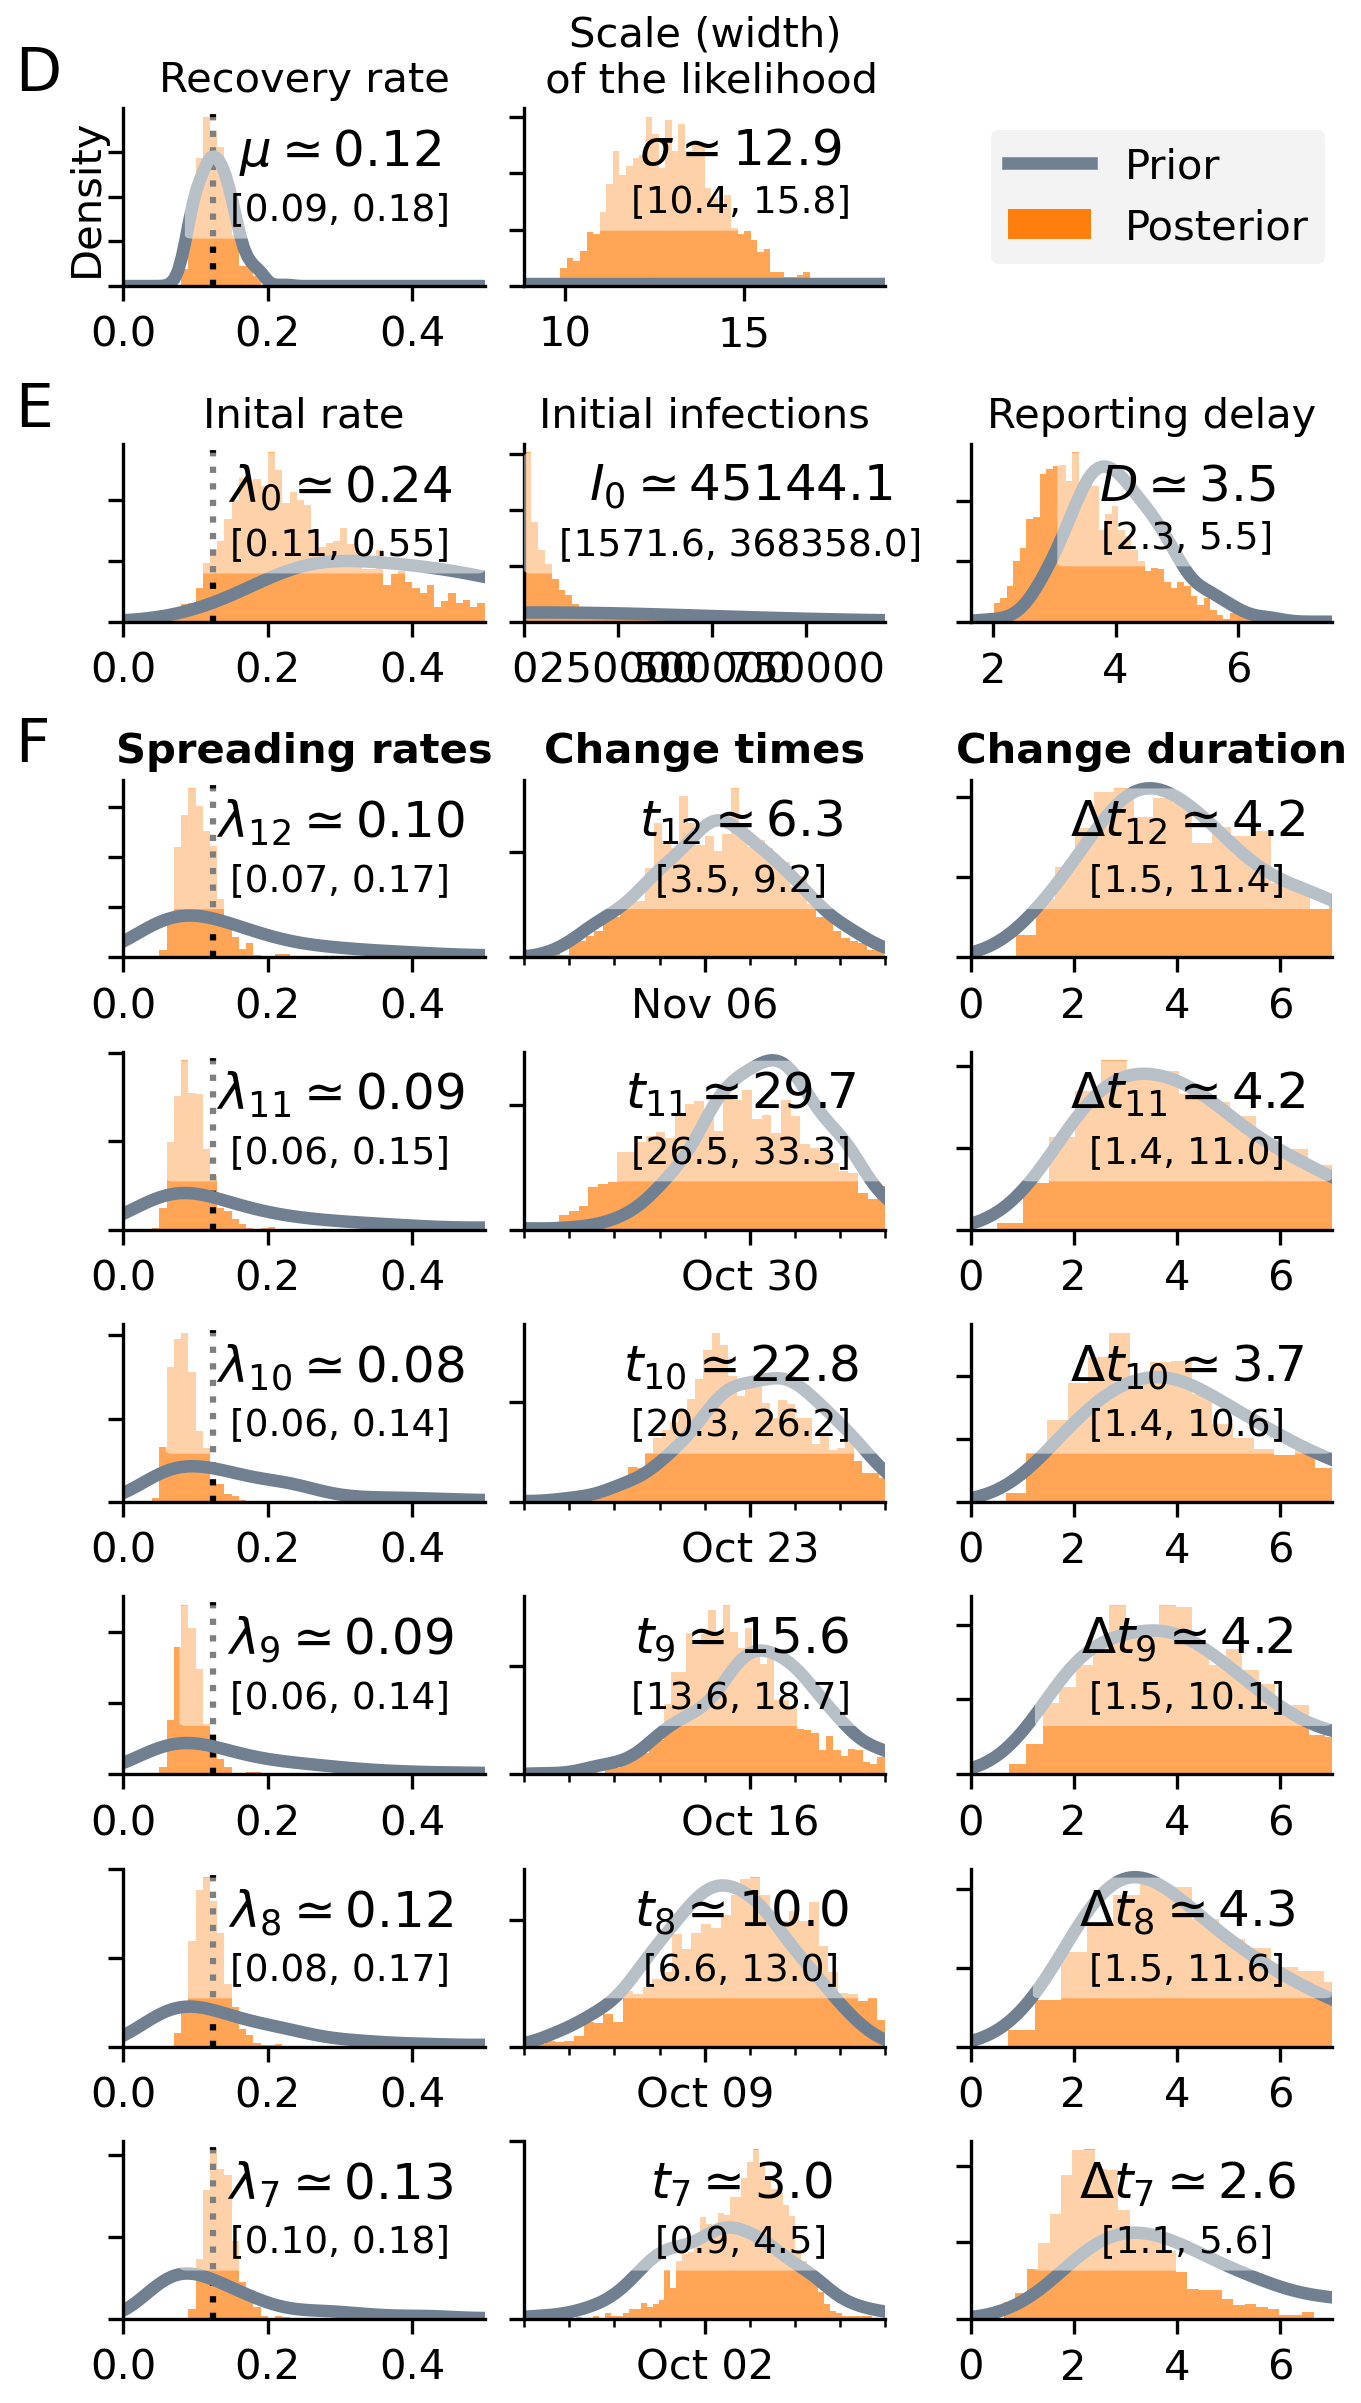 D
Recovery rate
Scale (width)
of the likelihood
Density
μ ≃ 0.12
[0.09, 0.18]
σ ≃ 12.9
[10.4, 15.8]
Prior
Posterior
0.0 0.2 0.4
10 15
E
Inital rate
Initial infections
Reporting delay
λ0 ≃ 0.24
[0.11, 0.55]
I0 ≃ 45144.1
[1571.6, 368358.0]
D ≃ 3.5
[2.3, 5.5]
0.0 0.2 0.4
0 250000 500000 750000
2 4 6
F
Spreading rates
Change times
Change duration
λ12 ≃ 0.10
[0.07, 0.17]
t12 ≃ 6.3
[3.5, 9.2]
Δt12 ≃ 4.2
[1.5, 11.4]
0.0 0.2 0.4
Nov 06
0 2 4 6
λ11 ≃ 0.09
[0.06, 0.15]
t11 ≃ 29.7
[26.5, 33.3]
Δt11 ≃ 4.2
[1.4, 11.0]
0.0 0.2 0.4
Oct 30
0 2 4 6
λ10 ≃ 0.08
[0.06, 0.14]
t10 ≃ 22.8
[20.3, 26.2]
Δt10 ≃ 3.7
[1.4, 10.6]
0.0 0.2 0.4
Oct 23
0 2 4 6
λ9 ≃ 0.09
[0.06, 0.14]
t9 ≃ 15.6
[13.6, 18.7]
Δt9 ≃ 4.2
[1.5, 10.1]
0.0 0.2 0.4
Oct 16
0 2 4 6
λ8 ≃ 0.12
[0.08, 0.17]
t8 ≃ 10.0
[6.6, 13.0]
Δt8 ≃ 4.3
[1.5, 11.6]
0.0 0.2 0.4
Oct 09
0 2 4 6
λ7 ≃ 0.13
[0.10, 0.18]
t7 ≃ 3.0
[0.9, 4.5]
Δt7 ≃ 2.6
[1.1, 5.6]
0.0 0.2 0.4
Oct 02
0 2 4 6